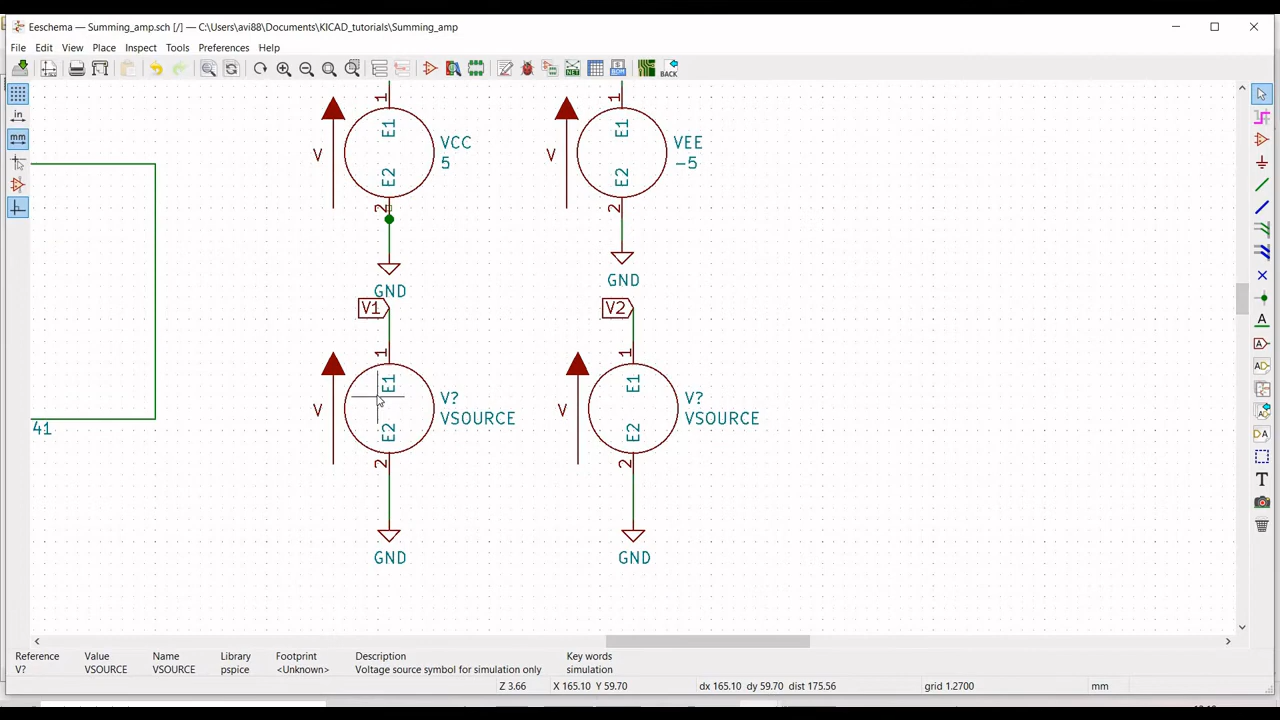 Eeschema — Summing_amp.sch [/] — C:\Users\avi88\Documents\KICAD_tutorials\Summing_amp
File Edit View Place Inspect Tools Preferences Help
BACK
in
mm
1 1
E1 E1
VCC VEE
5 -5
V V
E2 E2
2 2
GND
GND
V1 V2
1 1
E1 E1
V? V?
VSOURCE VSOURCE
V V
41
E2 E2
2 2
GND GND
Reference Value Name Library Footprint Description Key words
V? VSOURCE VSOURCE pspice <Unknown> Voltage source symbol for simulation only simulation
Z 3.66 X 165.10 Y 59.70 dx 165.10 dy 59.70 dist 175.56 grid 1.2700 mm